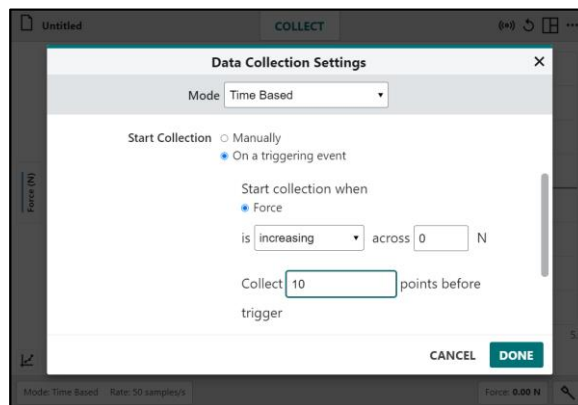 Untitled
COLLECT
Data Collection Settings
×
Mode Time Based
Start Collection Manually
On a triggering event
Start collection when
Force
is increasing across 0 N
Collect 10 points before
trigger
CANCEL DONE
Force (N)
Mode: Time Based Rate: 50 samples/s
Force: 0.00 N